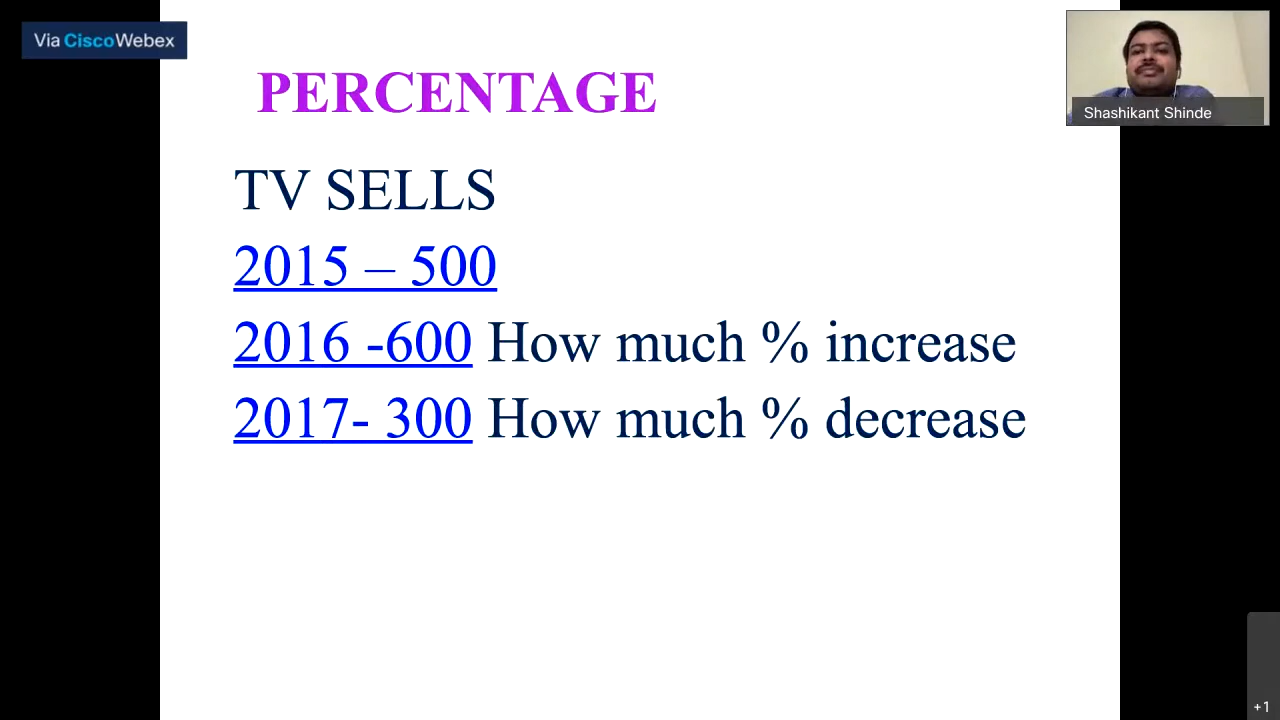 Via CiscoWebex
Shashikant Shinde
PERCENTAGE
TV SELLS
2015 – 500
2016 -600 How much % increase
2017- 300 How much % decrease
+1